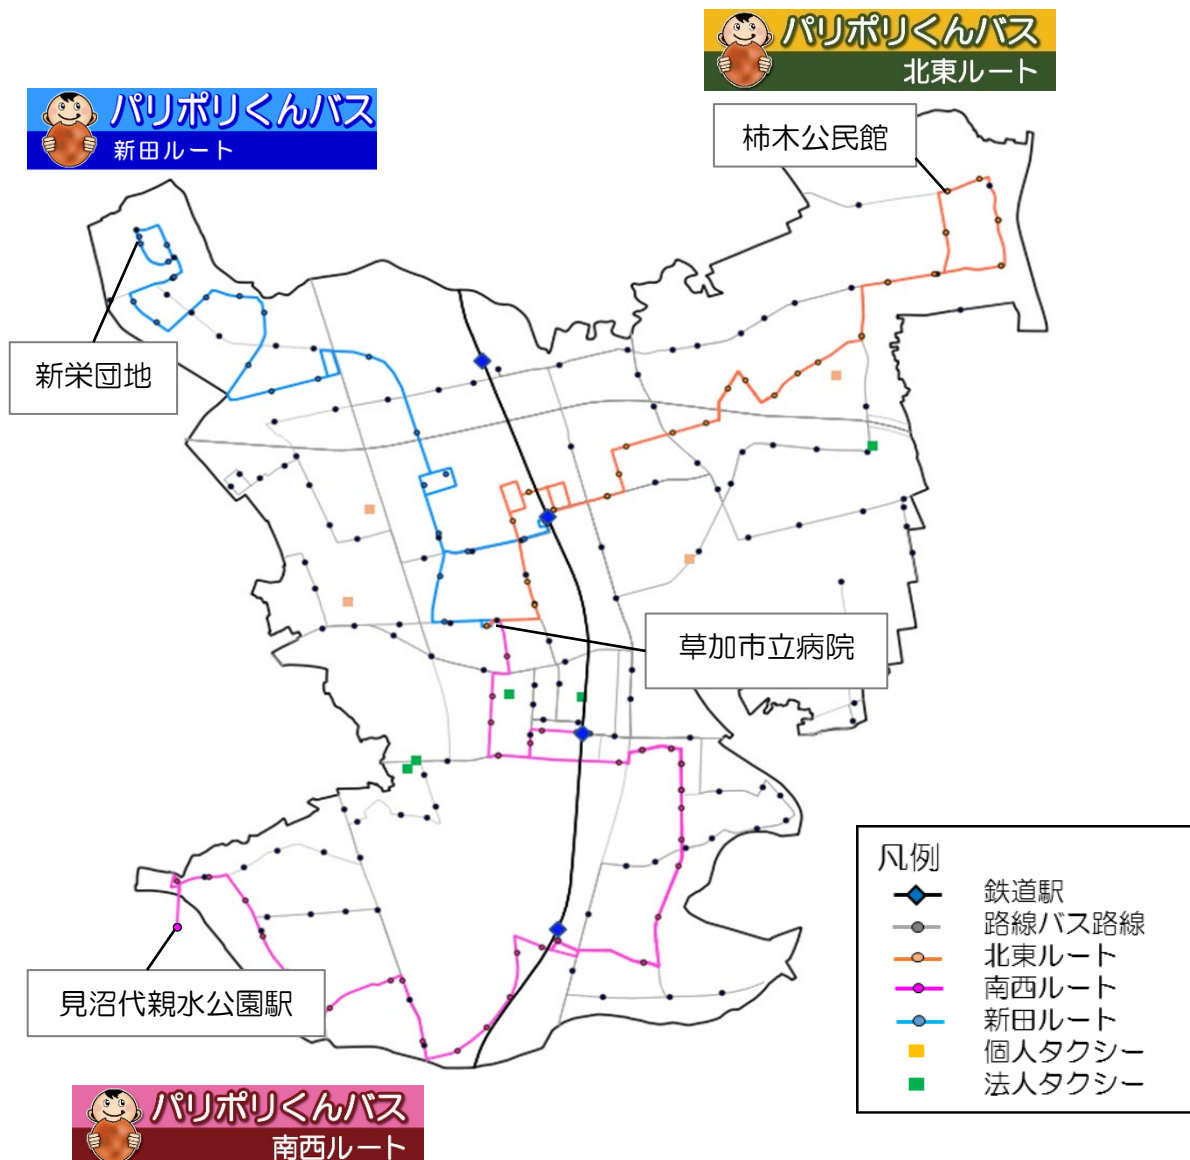 パリポリくんバス
北東ルート
柿木公民館
パリポリくんバス
新田ルート
新栄団地
草加市立病院
見沼代親水公園駅
凡例
鉄道駅
路線バス路線
北東ルート
南西ルート
新田ルート
個人タクシー
法人タクシー
パリポリくんバス
南西ルート